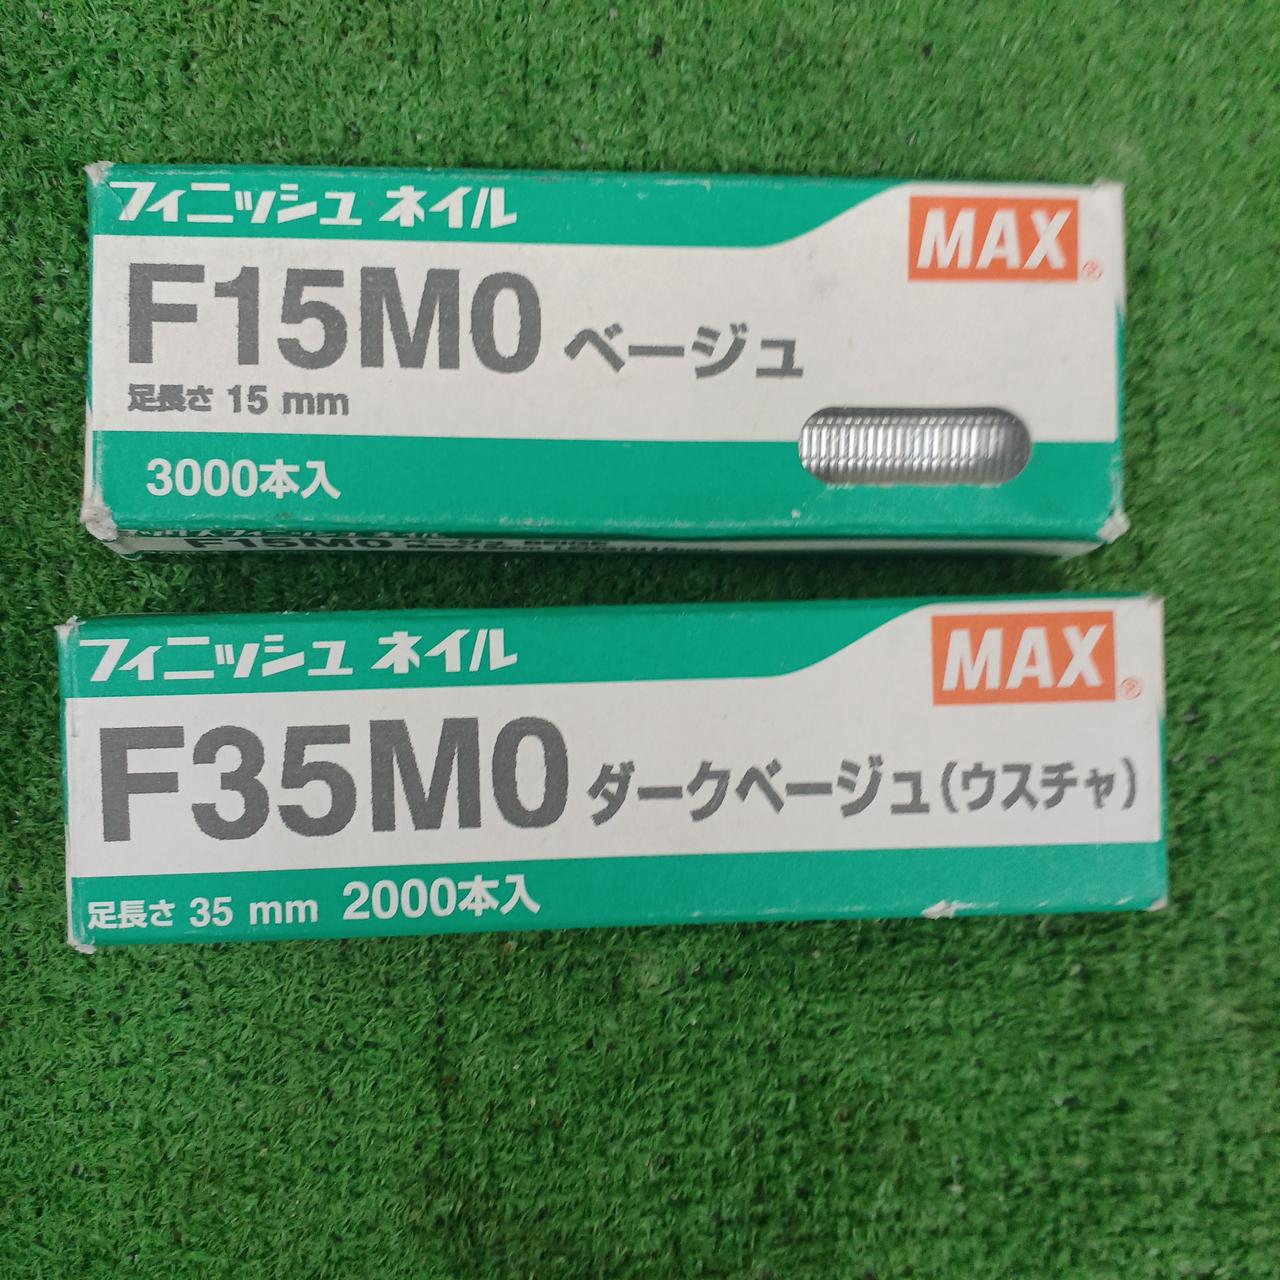 フィニッシュ ネイル
MAX
F15M0 ベージュ
足長さ 15 mm
3000本入
F15M0
フィニッシュ ネイル
MAX
F35M0 ダークベージュ(ウスチャ)
足長さ 35 mm 2000本入